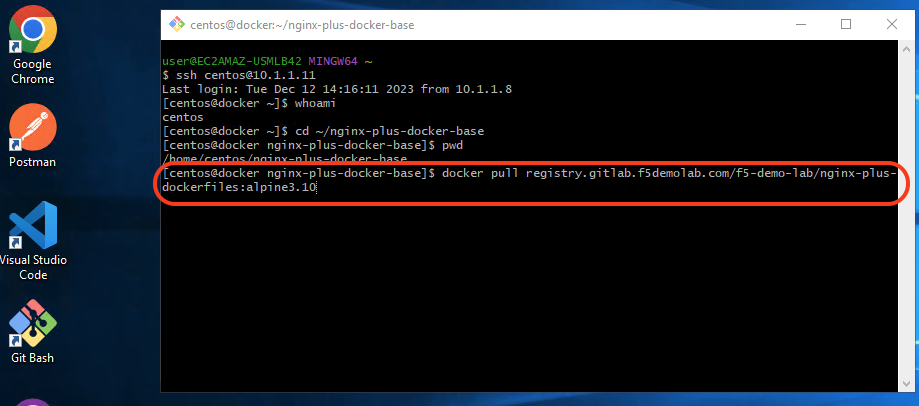 Google
Chrome
Postman
Visual Studio
Code
Git Bash
centos@docker:~/nginx-plus-docker-base
user@EC2AMAZ-USMLB42 MINGW64 ~
$ ssh centos@10.1.1.11
Last login: Tue Dec 12 14:16:11 2023 from 10.1.1.8
[centos@docker ~]$ whoami
centos
[centos@docker ~]$ cd ~/nginx-plus-docker-base
[centos@docker nginx-plus-docker-base]$ pwd
/home/centos/nginx-plus-docker-base
[centos@docker nginx-plus-docker-base]$ docker pull registry.gitlab.f5demolab.com/f5-demo-lab/nginx-plus-
dockerfiles:alpine3.10